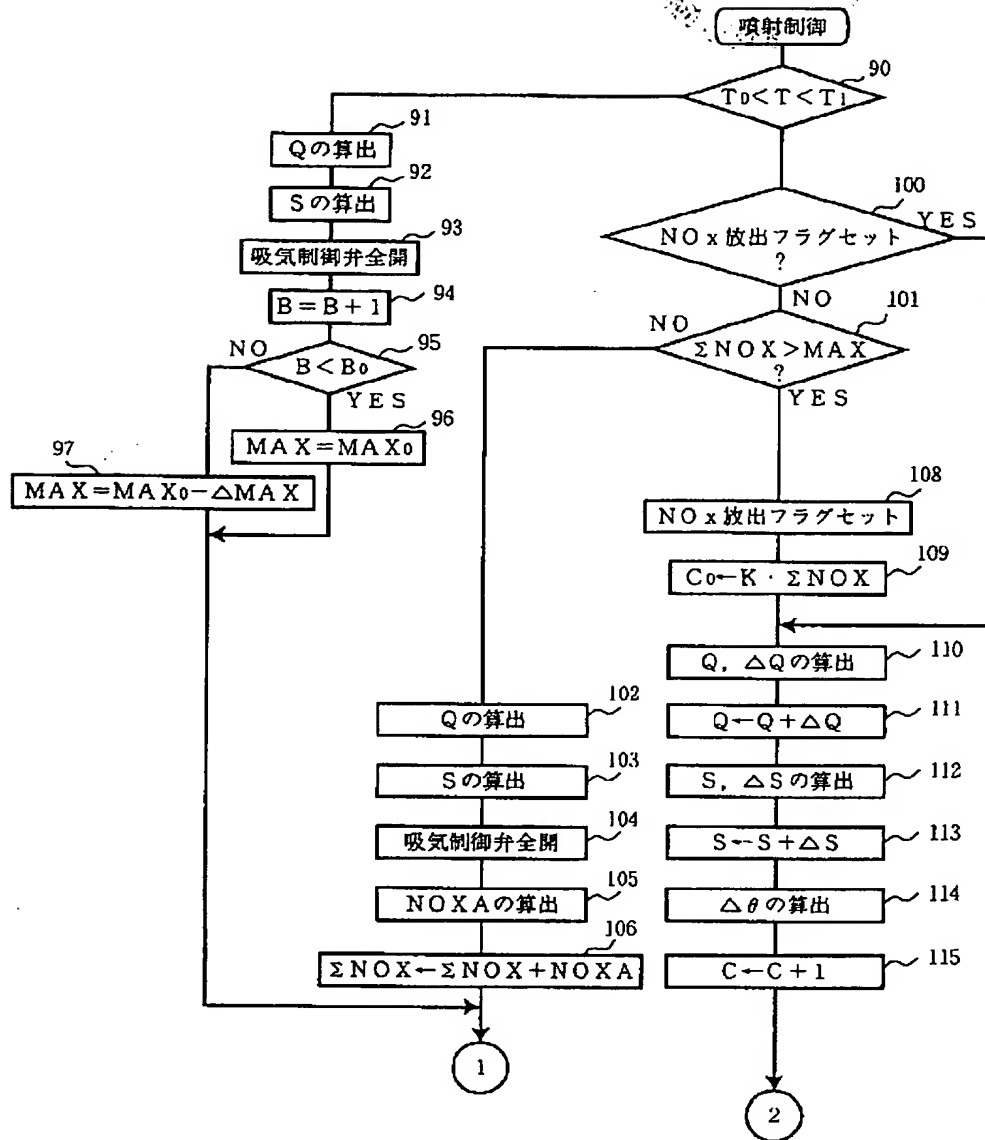 噴射制御
90
T0<T<T1
91
Qの算出
92
Sの算出
93
吸気制御弁全開
94
B=B+1
95
NO
B<B0
YES
96
MAX=MAX0
97
MAX=MAX0-△MAX
100
YES
NOx放出フラグセット
?
NO
101
NO
ΣNOX>MAX
?
YES
102
Qの算出
103
Sの算出
104
吸気制御弁全開
105
NOXAの算出
106
ΣNOX←ΣNOX+NOXA
1
108
NOx放出フラグセット
109
C0←K・ΣNOX
110
Q, △Qの算出
111
Q←Q+△Q
112
S, △Sの算出
113
S←S+△S
114
△θの算出
115
C←C+1
2